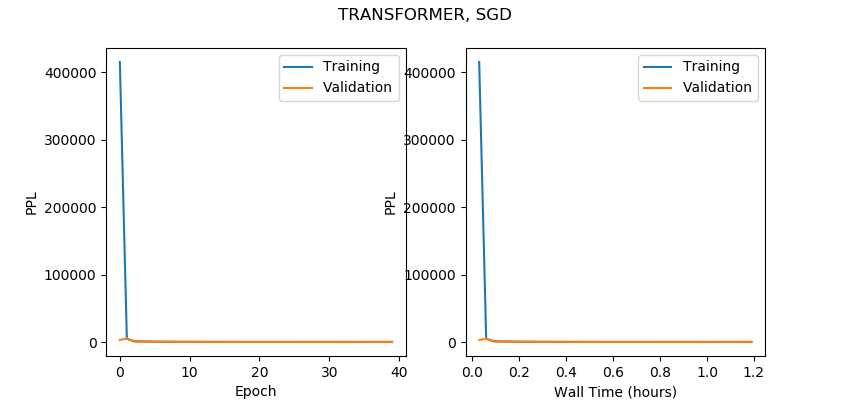 TRANSFORMER, SGD
400000
300000
200000
100000
0
PPL
Training
Validation
0 10 20 30 40
Epoch
400000
300000
200000
100000
0
PPL
Training
Validation
0.0 0.2 0.4 0.6 0.8 1.0 1.2
Wall Time (hours)